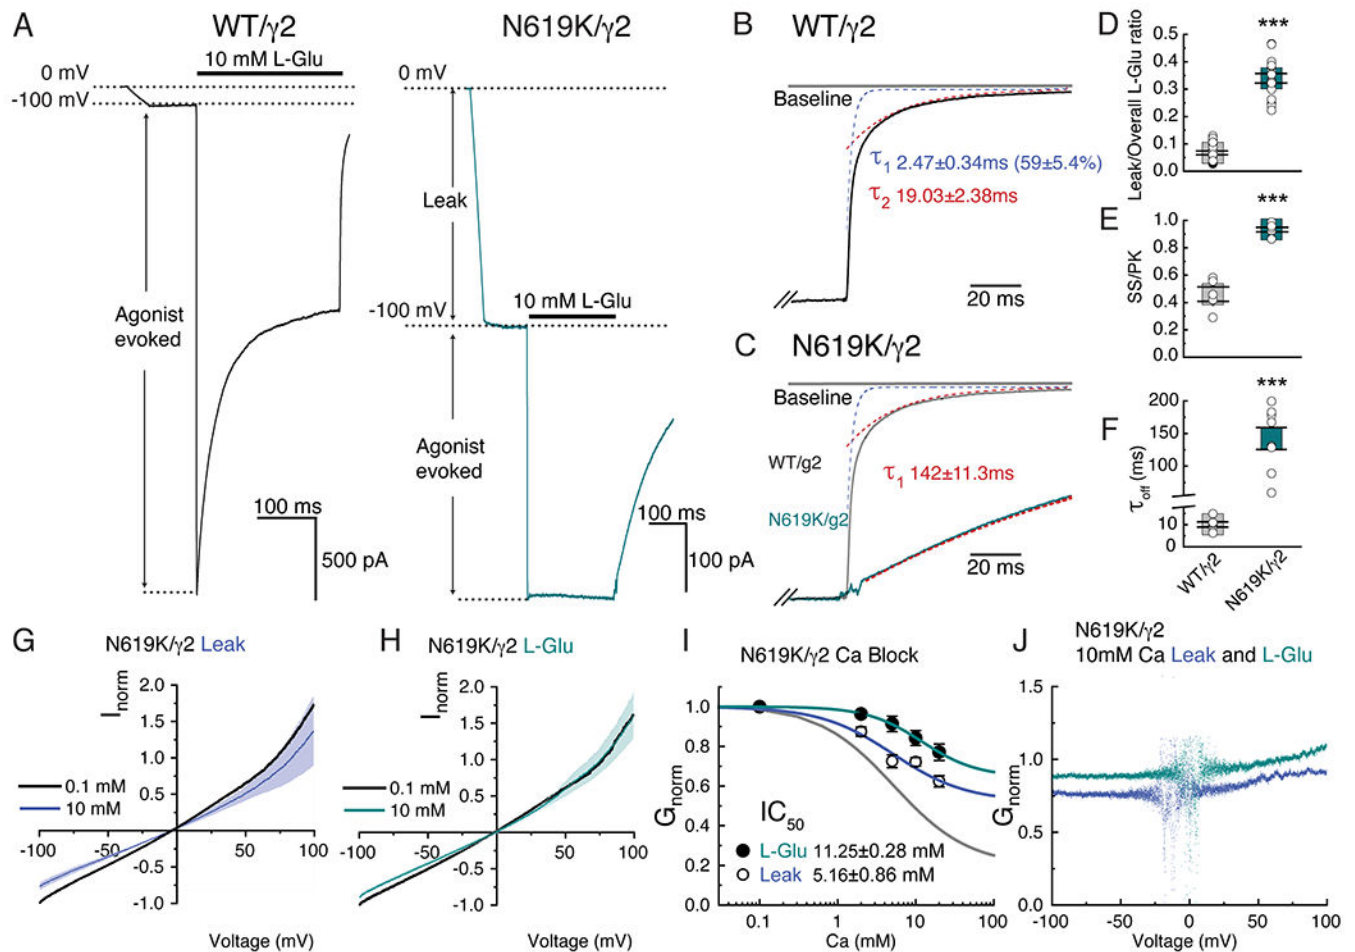 A
WT/γ2
10 mM L-Glu
0 mV
-100 mV
Agonist
evoked
100 ms
500 pA
N619K/γ2
0 mV
Leak
10 mM L-Glu
-100 mV
Agonist
evoked
100 ms
100 pA
B
WT/γ2
Baseline
τ1 2.47±0.34ms (59±5.4%)
τ2 19.03±2.38ms
20 ms
C
N619K/γ2
Baseline
WT/g2
N619K/g2
τ1 142±11.3ms
20 ms
D
***
Leak/Overall L-Glu ratio
0.5
0.4
0.3
0.2
0.1
0.0
E
***
SS/PK
1.0
0.8
0.6
0.4
0.2
0.0
F
***
τoff (ms)
200
150
100
10
0
WT/γ2
N619K/γ2
G
N619K/γ2 Leak
Inorm
2.0
1.5
1.0
0.5
0.1 mM
10 mM
-100
-50
50
100
-0.5
-1.0
Voltage (mV)
H
N619K/γ2 L-Glu
Inorm
2.0
1.5
1.0
0.5
0.1 mM
10 mM
-100
-50
50
100
-0.5
-1.0
Voltage (mV)
I
N619K/γ2 Ca Block
Gnorm
1.0
0.8
0.6
0.4
0.2
0.0
IC50
L-Glu 11.25±0.28 mM
Leak 5.16±0.86 mM
0.1
1
10
100
Ca (mM)
J
N619K/γ2
10mM Ca Leak and L-Glu
Gnorm
1.5
1.0
0.5
0.0
-100
-50
0
50
100
Voltage (mV)